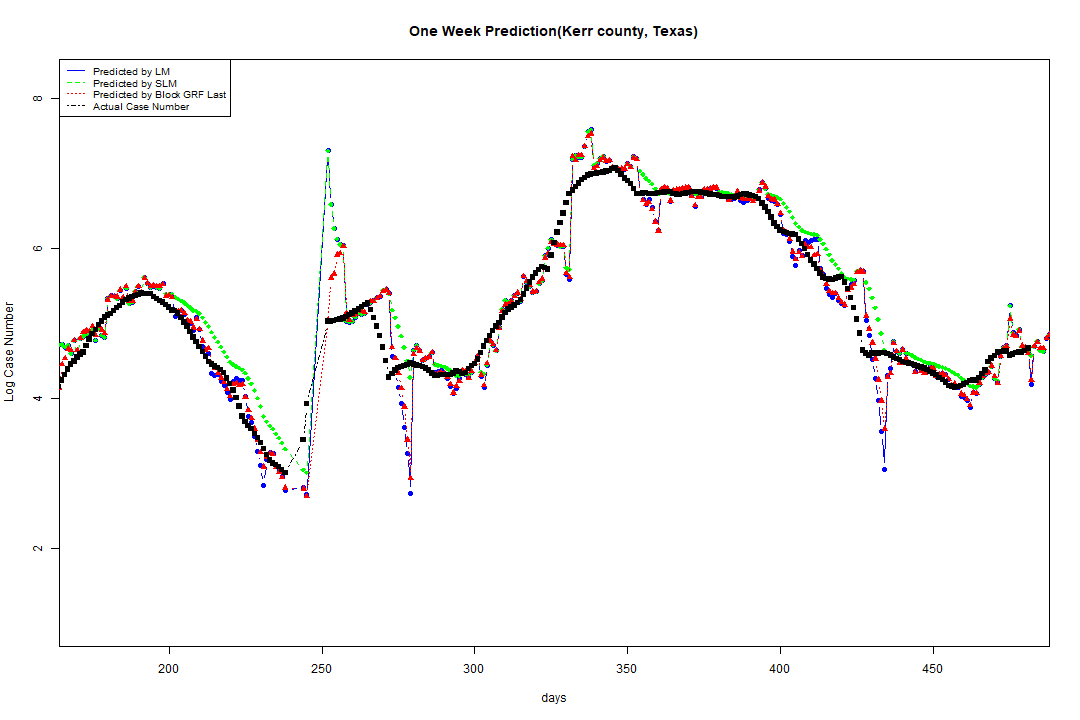 One Week Prediction(Kerr county, Texas)
Predicted by LM
Predicted by SLM
Predicted by Block GRF Last
Actual Case Number
8
6
4
2
Log Case Number
200 250 300 350 400 450
days